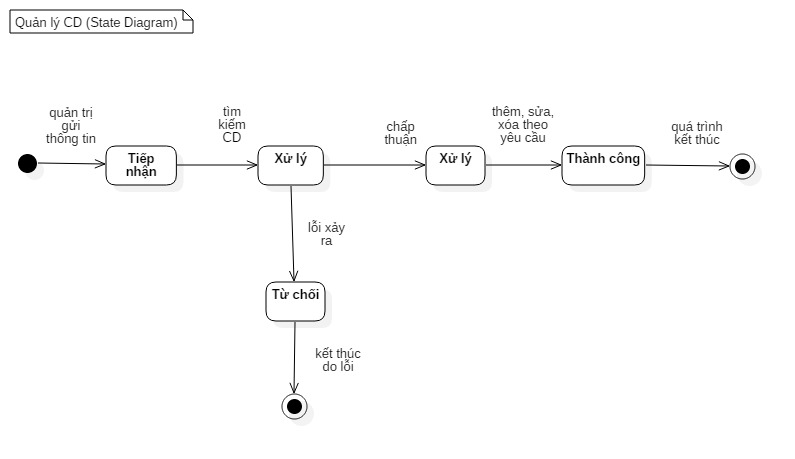 Quản lý CD (State Diagram)
quản trị
gửi
thông tin
tìm
kiếm
CD
chấp
thuận
thêm, sửa,
xóa theo
yêu cầu
quá trình
kết thúc
Tiếp
nhận
Xử lý
Xử lý
Thành công
lỗi xảy
ra
Từ chối
kết thúc
do lỗi